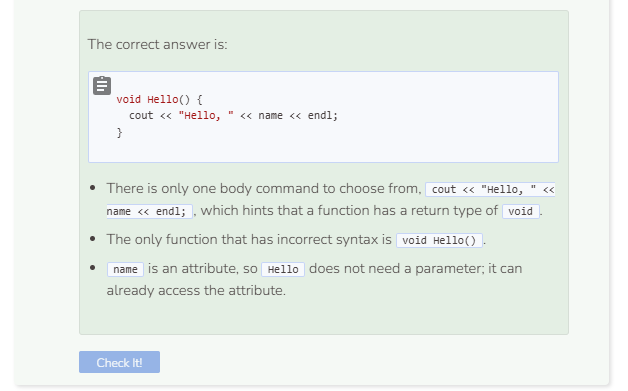 The correct answer is:
void Hello() {
cout << "Hello, " << name << endl;
}
There is only one body command to choose from, cout << "Hello, " <<
name << endl; , which hints that a function has a return type of void .
The only function that has incorrect syntax is void Hello() .
name is an attribute, so Hello does not need a parameter; it can
already access the attribute.
Check It!